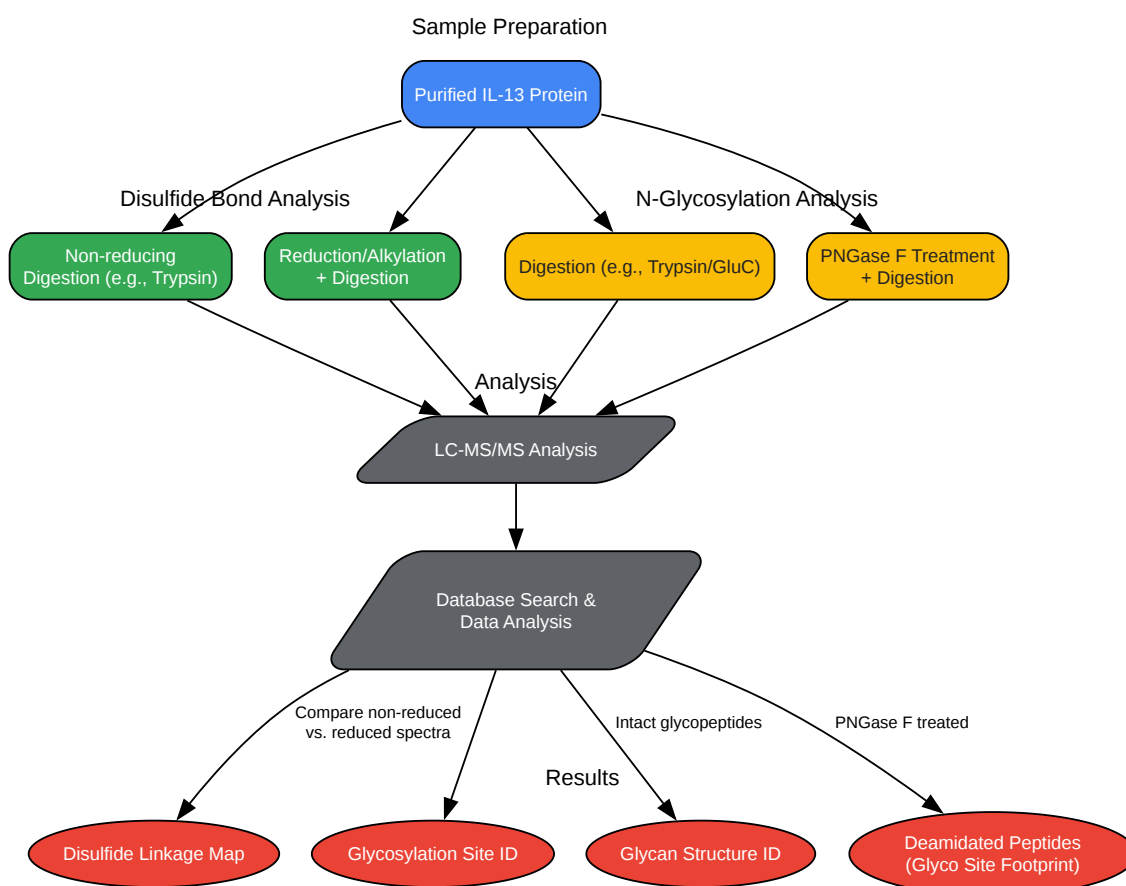 Sample Preparation
Purified IL-13 Protein
Disulfide Bond Analysis
N-Glycosylation Analysis
Non-reducing
Digestion (e.g., Trypsin)
Reduction/Alkylation
+ Digestion
Digestion (e.g., Trypsin/GluC)
PNGase F Treatment
+ Digestion
Analysis
LC-MS/MS Analysis
Database Search &
Data Analysis
Compare non-reduced
vs. reduced spectra
Intact glycopeptides
PNGase F treated
Results
Disulfide Linkage Map
Glycosylation Site ID
Glycan Structure ID
Deamidated Peptides
(Glyco Site Footprint)